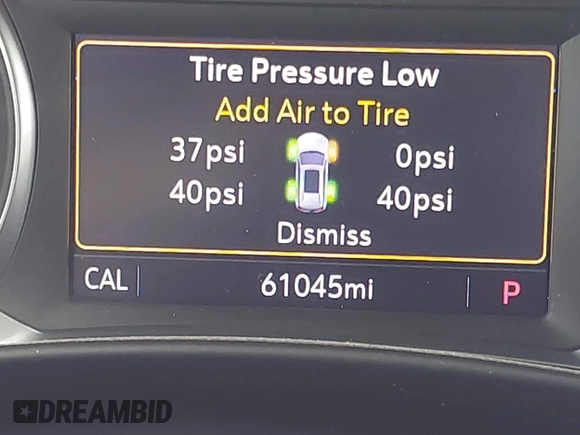 Tire Pressure Low
Add Air to Tire
37psi 0psi
40psi 40psi
Dismiss
CAL 61045mi P
DREAMBID